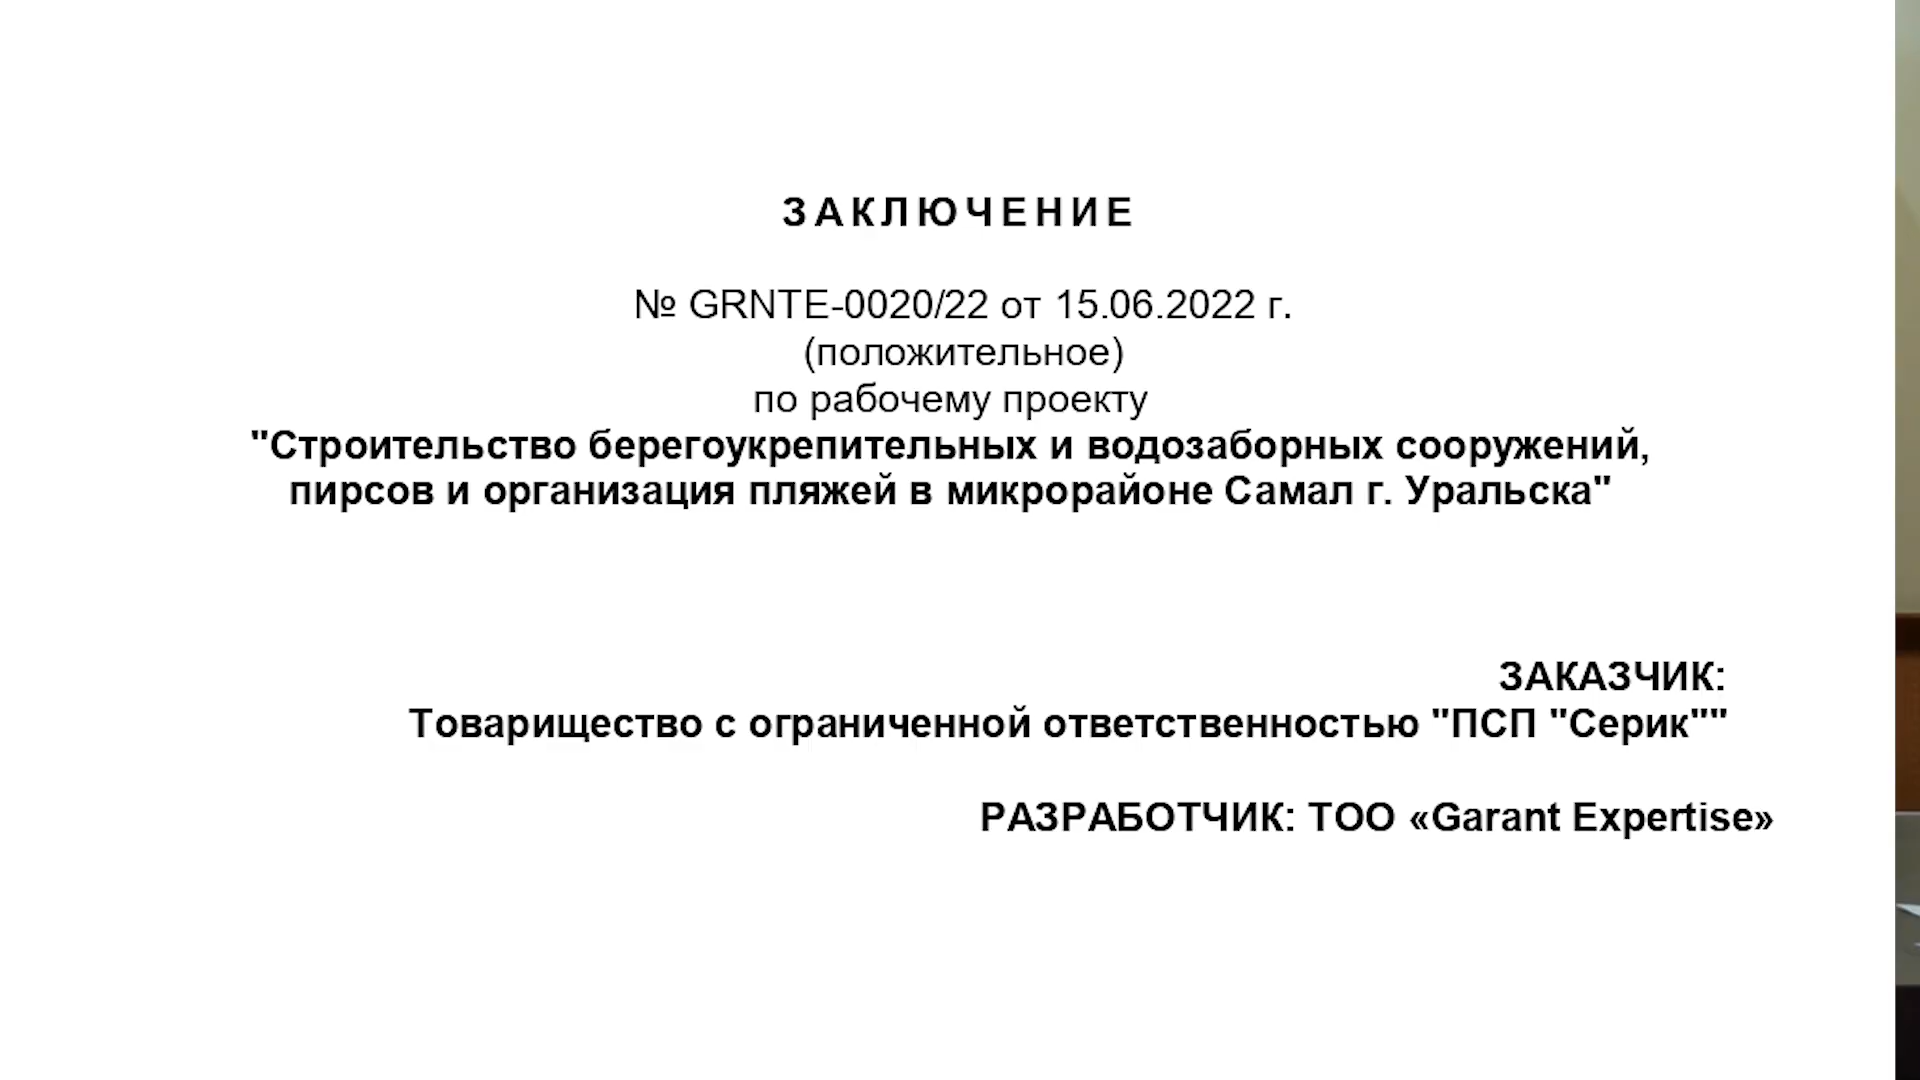 ЗАКЛЮЧЕНИЕ
№ GRNTE-0020/22 от 15.06.2022 г.
(положительное)
по рабочему проекту
"Строительство берегоукрепительных и водозаборных сооружений,
пирсов и организация пляжей в микрорайоне Самал г. Уральска"
ЗАКАЗЧИК:
Товарищество с ограниченной ответственностью "ПСП "Серик""
РАЗРАБОТЧИК: ТОО «Garant Expertise»